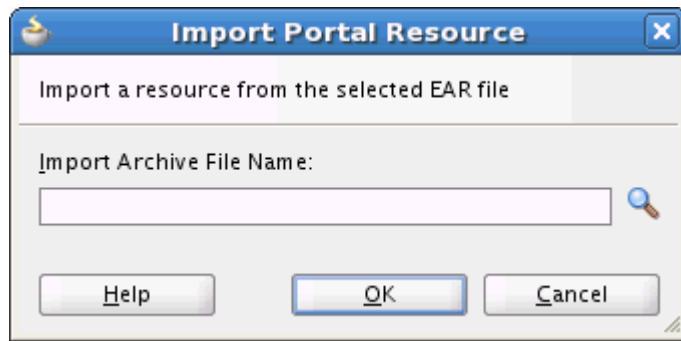 Import Portal Resource
Import a resource from the selected EAR file
Import Archive File Name:
Help
OK
Cancel